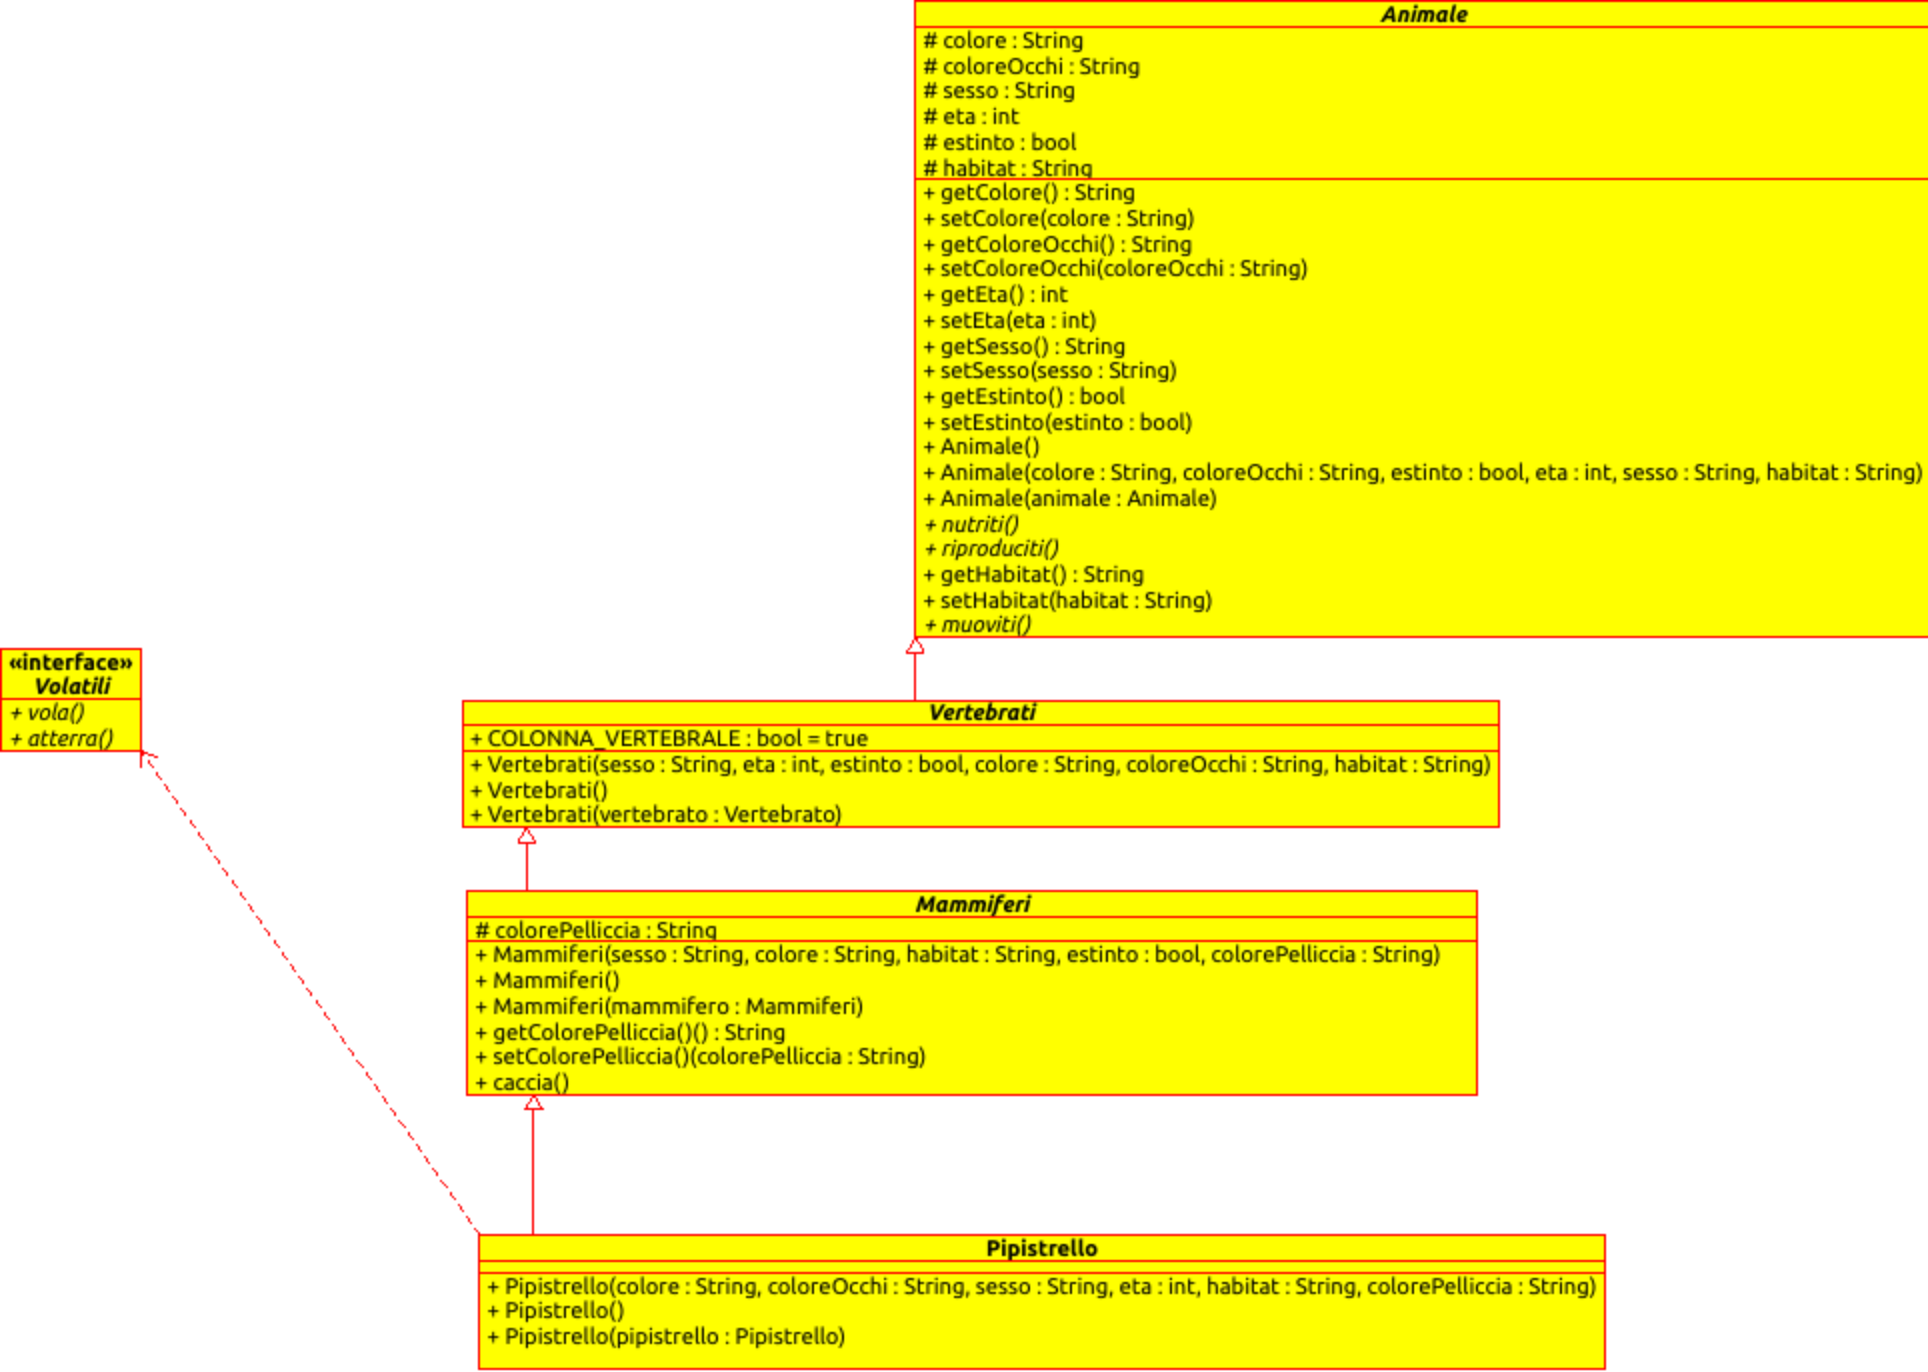 Animale
# colore : String
# coloreOcchi : String
# sesso : String
# eta : int
# estinto : bool
# habitat : String
+ getColore() : String
+ setColore(colore : String)
+ getColoreOcchi() : String
+ setColoreOcchi(coloreOcchi : String)
+ getEta() : int
+ setEta(eta : int)
+ getSesso() : String
+ setSesso(sesso : String)
+ getEstinto() : bool
+ setEstinto(estinto : bool)
+ Animale()
+ Animale(colore : String, coloreOcchi : String, estinto : bool, eta : int, sesso : String, habitat : String)
+ Animale(animale : Animale)
+ nutriti()
+ riproduciti()
+ getHabitat() : String
+ setHabitat(habitat : String)
+ muoviti()
«interface»
Volatili
+ vola()
+ atterra()
Vertebrati
+ COLONNA_VERTEBRALE : bool = true
+ Vertebrati(sesso : String, eta : int, estinto : bool, colore : String, coloreOcchi : String, habitat : String)
+ Vertebrati()
+ Vertebrati(vertebrato : Vertebrato)
Mammiferi
# colorePelliccia : String
+ Mammiferi(sesso : String, colore : String, habitat : String, estinto : bool, colorePelliccia : String)
+ Mammiferi()
+ Mammiferi(mammifero : Mammiferi)
+ getColorePelliccia()() : String
+ setColorePelliccia()(colorePelliccia : String)
+ caccia()
Pipistrello
+ Pipistrello(colore : String, coloreOcchi : String, sesso : String, eta : int, habitat : String, colorePelliccia : String)
+ Pipistrello()
+ Pipistrello(pipistrello : Pipistrello)